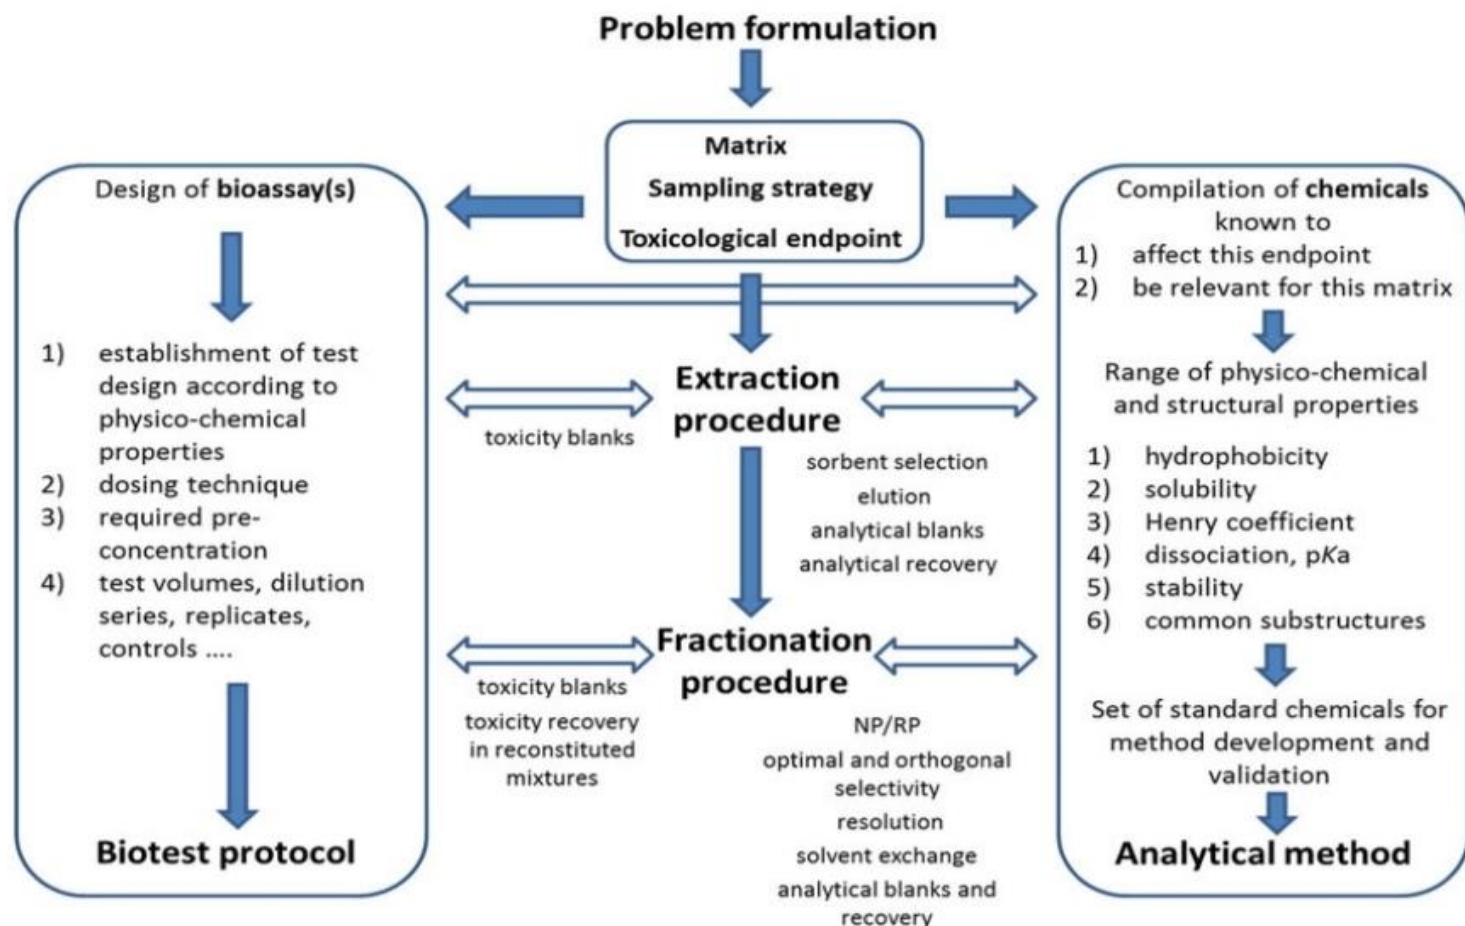 Problem formulation
Matrix
Sampling strategy
Toxicological endpoint
Design of bioassay(s)
1) establishment of test
design according to
physico-chemical
properties
2) dosing technique
3) required pre-
concentration
4) test volumes, dilution
series, replicates,
controls ....
Biotest protocol
Extraction
procedure
toxicity blanks
sorbent selection
elution
analytical blanks
analytical recovery
Fractionation
procedure
toxicity blanks
toxicity recovery
in reconstituted
mixtures
NP/RP
optimal and orthogonal
selectivity
resolution
solvent exchange
analytical blanks and
recovery
Compilation of chemicals
known to
1) affect this endpoint
2) be relevant for this matrix
Range of physico-chemical
and structural properties
1) hydrophobicity
2) solubility
3) Henry coefficient
4) dissociation, pKa
5) stability
6) common substructures
Set of standard chemicals for
method development and
validation
Analytical method